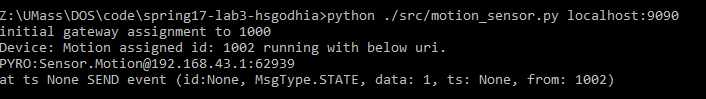 Z:\UMass\DOS\code\spring17-lab3-hsgodhia>python ./src/motion_sensor.py localhost:9090
initial gateway assignment to 1000
Device: Motion assigned id: 1002 running with below uri.
PYRO:Sensor.Motion@192.168.43.1:62939
at ts None SEND event (id:None, MsgType.STATE, data: 1, ts: None, from: 1002)